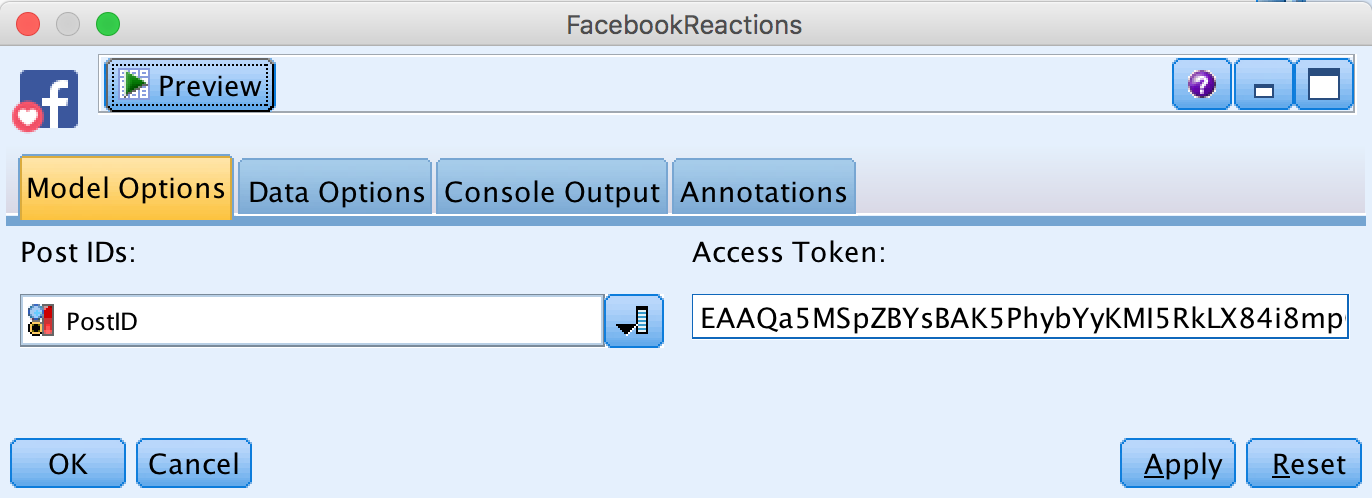 FacebookReactions
Preview
Model Options Data Options Console Output Annotations
Post IDs: Access Token:
PostID EAAQa5MSpZBYsBAK5PhybYyKMI5RkLX84i8mp
OK Cancel Apply Reset